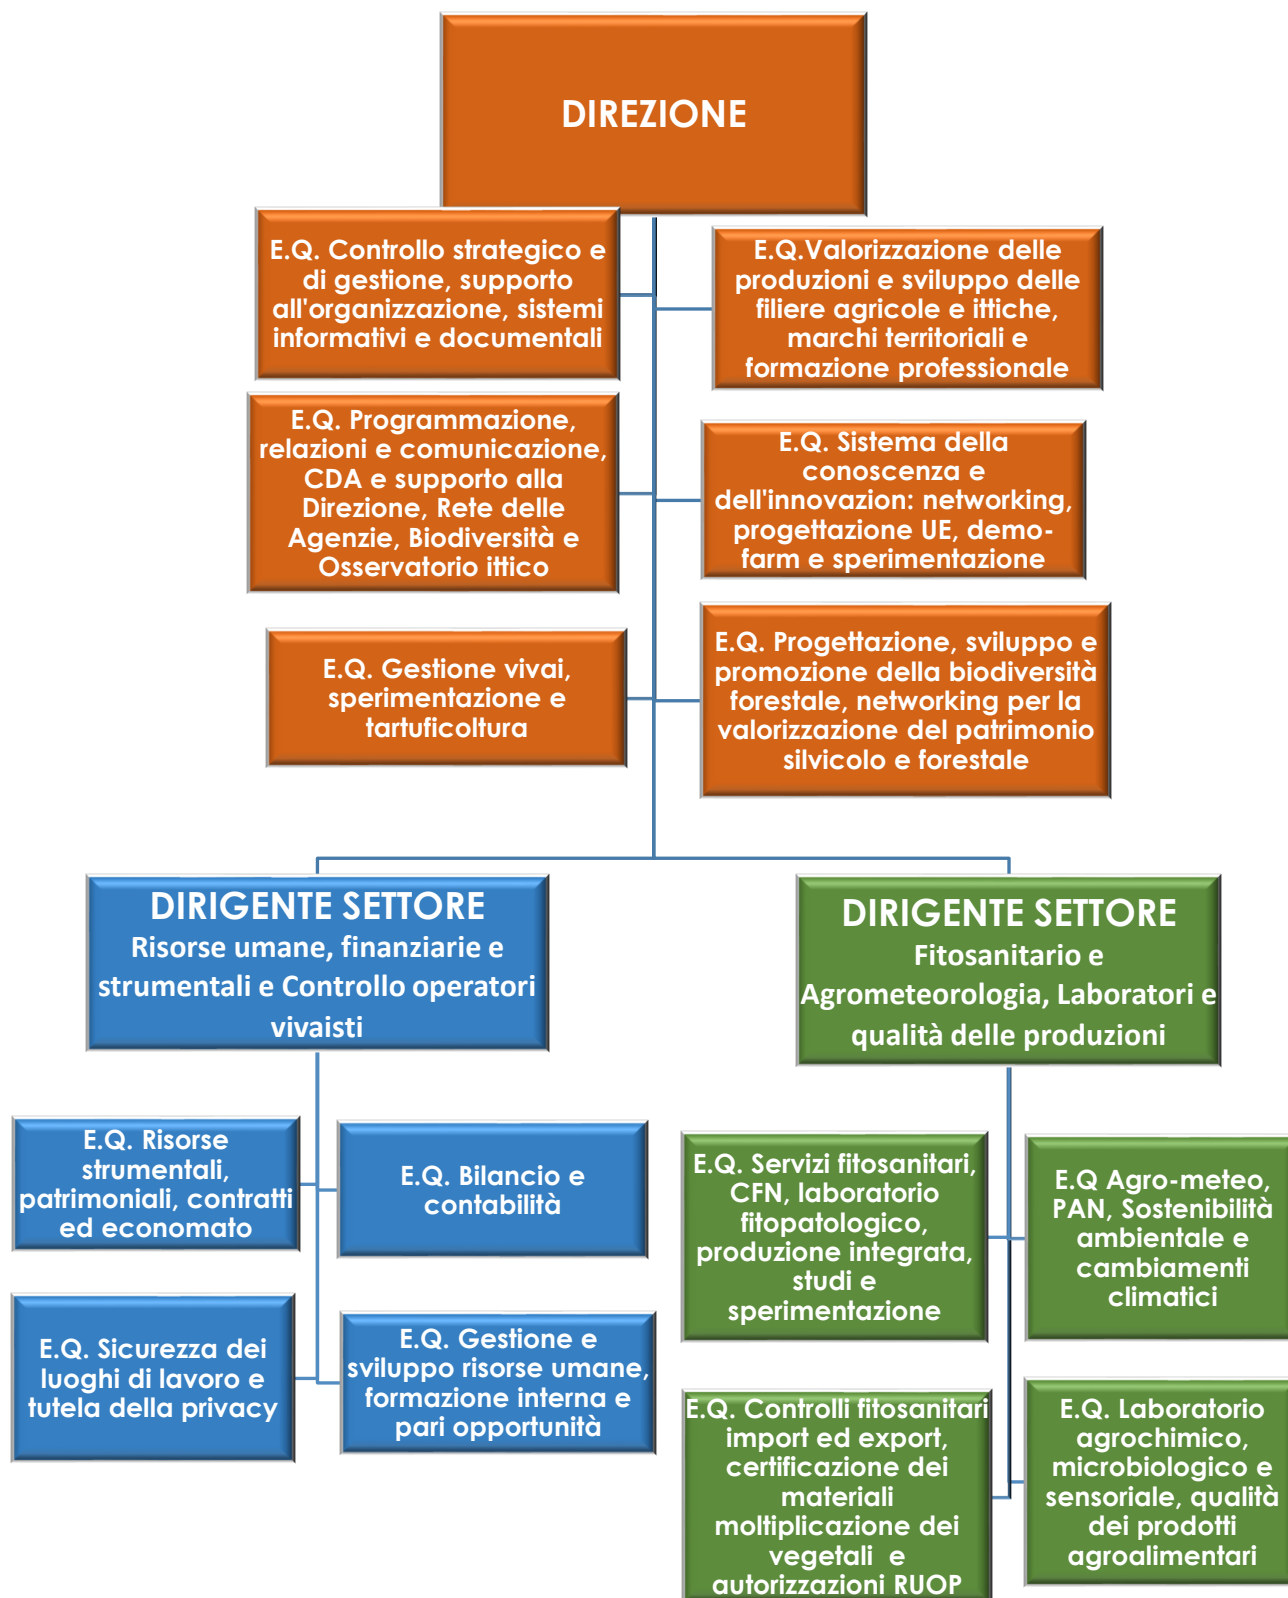 DIREZIONE
E.Q. Controllo strategico e
di gestione, supporto
all'organizzazione, sistemi
informativi e documentali
E.Q.Valorizzazione delle
produzioni e sviluppo delle
filiere agricole e ittiche,
marchi territoriali e
formazione professionale
E.Q. Programmazione,
relazioni e comunicazione,
CDA e supporto alla
Direzione, Rete delle
Agenzie, Biodiversità e
Osservatorio ittico
E.Q. Sistema della
conoscenza e
dell'innovazion: networking,
progettazione UE, demo-
farm e sperimentazione
E.Q. Gestione vivai,
sperimentazione e
tartuficoltura
E.Q. Progettazione, sviluppo e
promozione della biodiversità
forestale, networking per la
valorizzazione del patrimonio
silvicolo e forestale
DIRIGENTE SETTORE
Risorse umane, finanziarie e
strumentali e Controllo operatori
vivaisti
DIRIGENTE SETTORE
Fitosanitario e
Agrometeorologia, Laboratori e
qualità delle produzioni
E.Q. Risorse
strumentali,
patrimoniali, contratti
ed economato
E.Q. Bilancio e
contabilità
E.Q. Sicurezza dei
luoghi di lavoro e
tutela della privacy
E.Q. Gestione e
sviluppo risorse umane,
formazione interna e
pari opportunità
E.Q. Servizi fitosanitari,
CFN, laboratorio
fitopatologico,
produzione integrata,
studi e
sperimentazione
E.Q Agro-meteo,
PAN, Sostenibilità
ambientale e
cambiamenti
climatici
E.Q. Controlli fitosanitari
import ed export,
certificazione dei
materiali
moltiplicazione dei
vegetali e
autorizzazioni RUOP
E.Q. Laboratorio
agrochimico,
microbiologico e
sensoriale, qualità
dei prodotti
agroalimentari